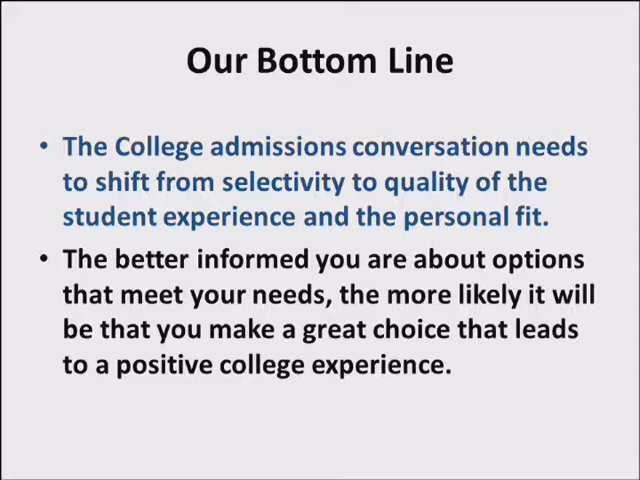 Our Bottom Line
• The College admissions conversation needs
to shift from selectivity to quality of the
student experience and the personal fit.
• The better informed you are about options
that meet your needs, the more likely it will
be that you make a great choice that leads
to a positive college experience.